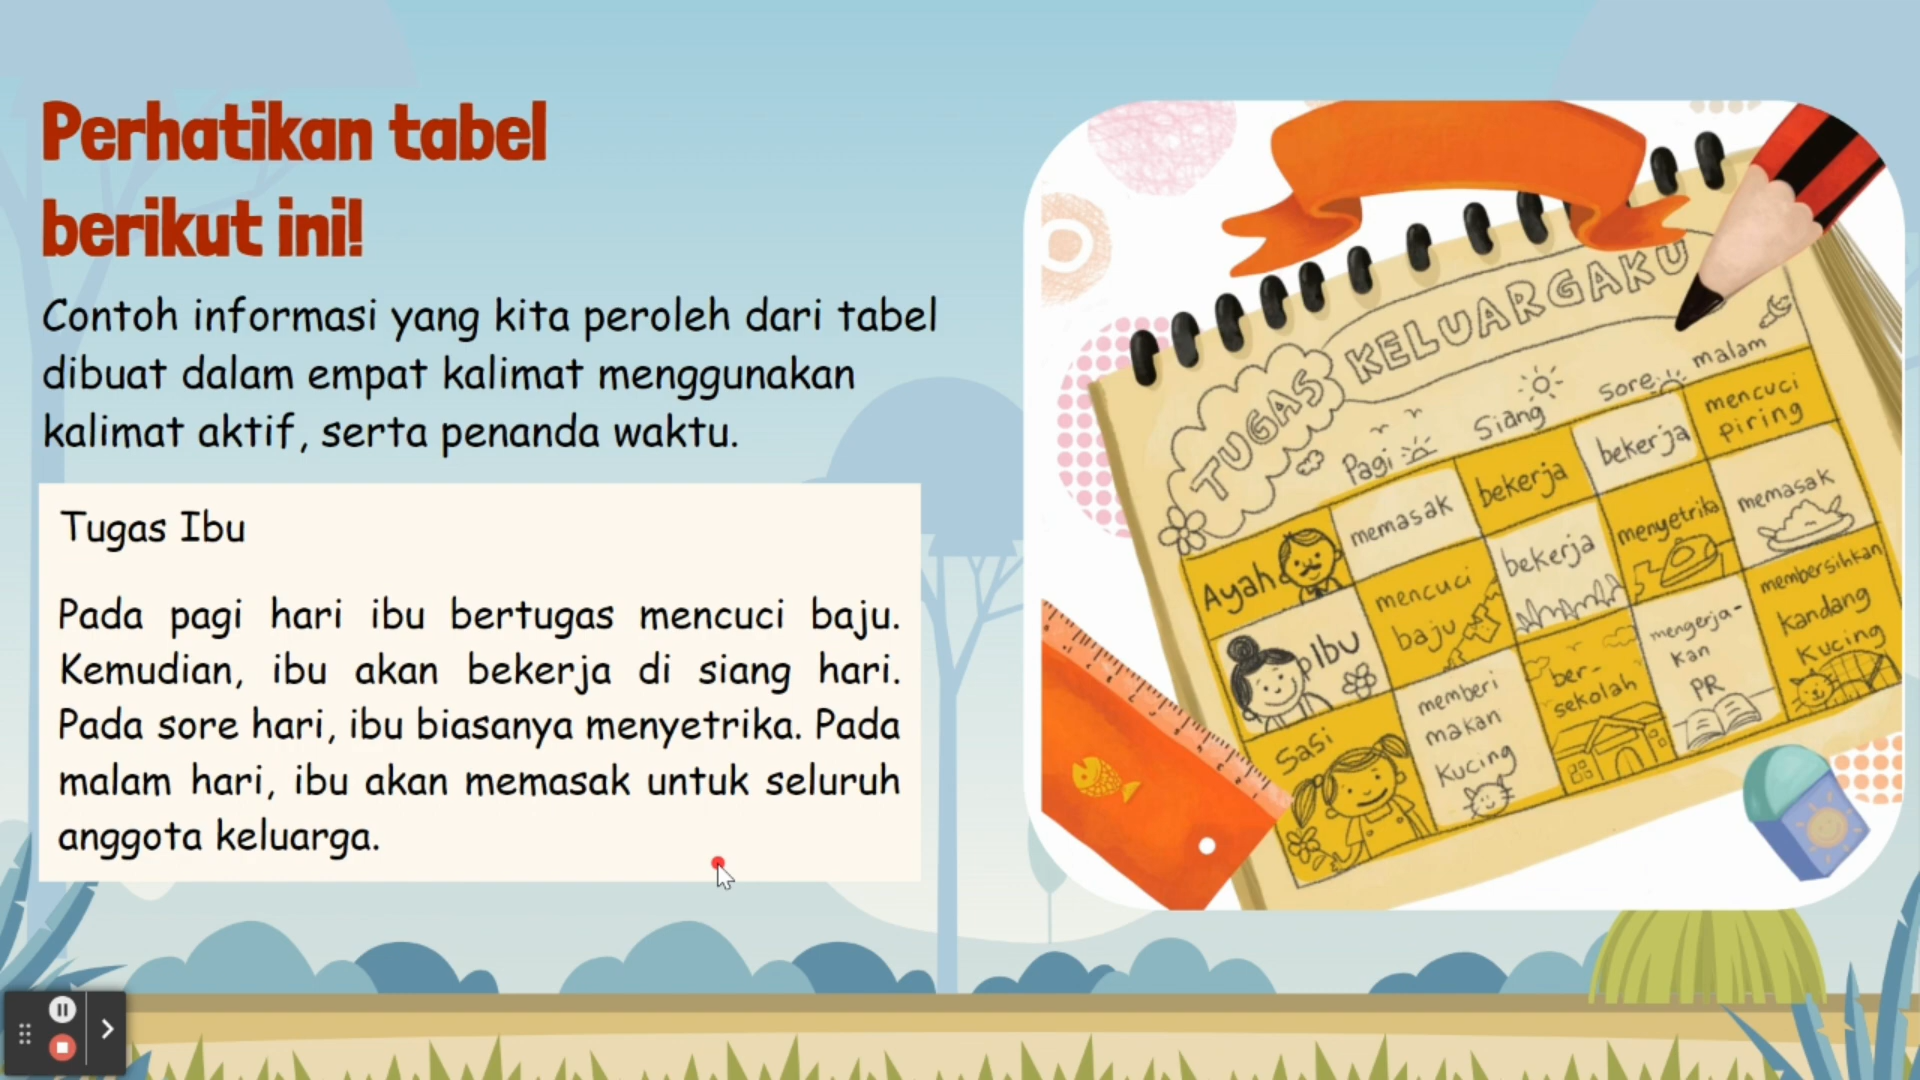 Perhatikan tabel
berikut ini!
Contoh informasi yang kita peroleh dari tabel
dibuat dalam empat kalimat menggunakan
kalimat aktif, serta penanda waktu.
Tugas Ibu
Pada pagi hari ibu bertugas mencuci baju.
Kemudian, ibu akan bekerja di siang hari.
Pada sore hari, ibu biasanya menyetrika. Pada
malam hari, ibu akan memasak untuk seluruh
anggota keluarga.
TUGAS KELUARGAKU
Pagi Siang sore malam
Ayah memasak bekerja bekerja mencuci
piring
Ibu mencuci
baju bekerja menyetrika memasak
Sasi memberi
makan
Kucing ber-
sekolah mengerja-
kan
PR membersihkan
kandang
Kucing